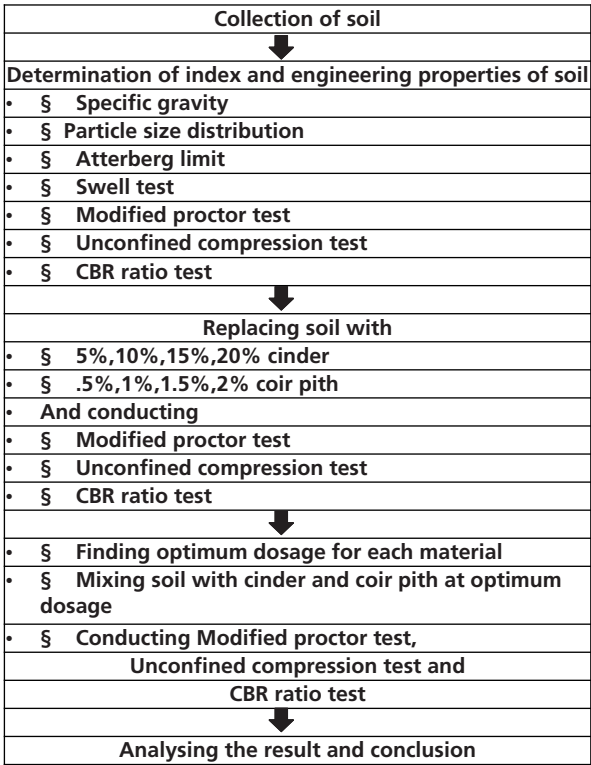 Collection of soil
Determination of index and engineering properties of soil
• § Specific gravity
• § Particle size distribution
• § Atterberg limit
• § Swell test
• § Modified proctor test
• § Unconfined compression test
• § CBR ratio test
Replacing soil with
• § 5%,10%,15%,20% cinder
• § .5%,1%,1.5%,2% coir pith
• And conducting
• § Modified proctor test
• § Unconfined compression test
• § CBR ratio test
• § Finding optimum dosage for each material
• § Mixing soil with cinder and coir pith at optimum
dosage
• § Conducting Modified proctor test,
Unconfined compression test and
CBR ratio test
Analysing the result and conclusion